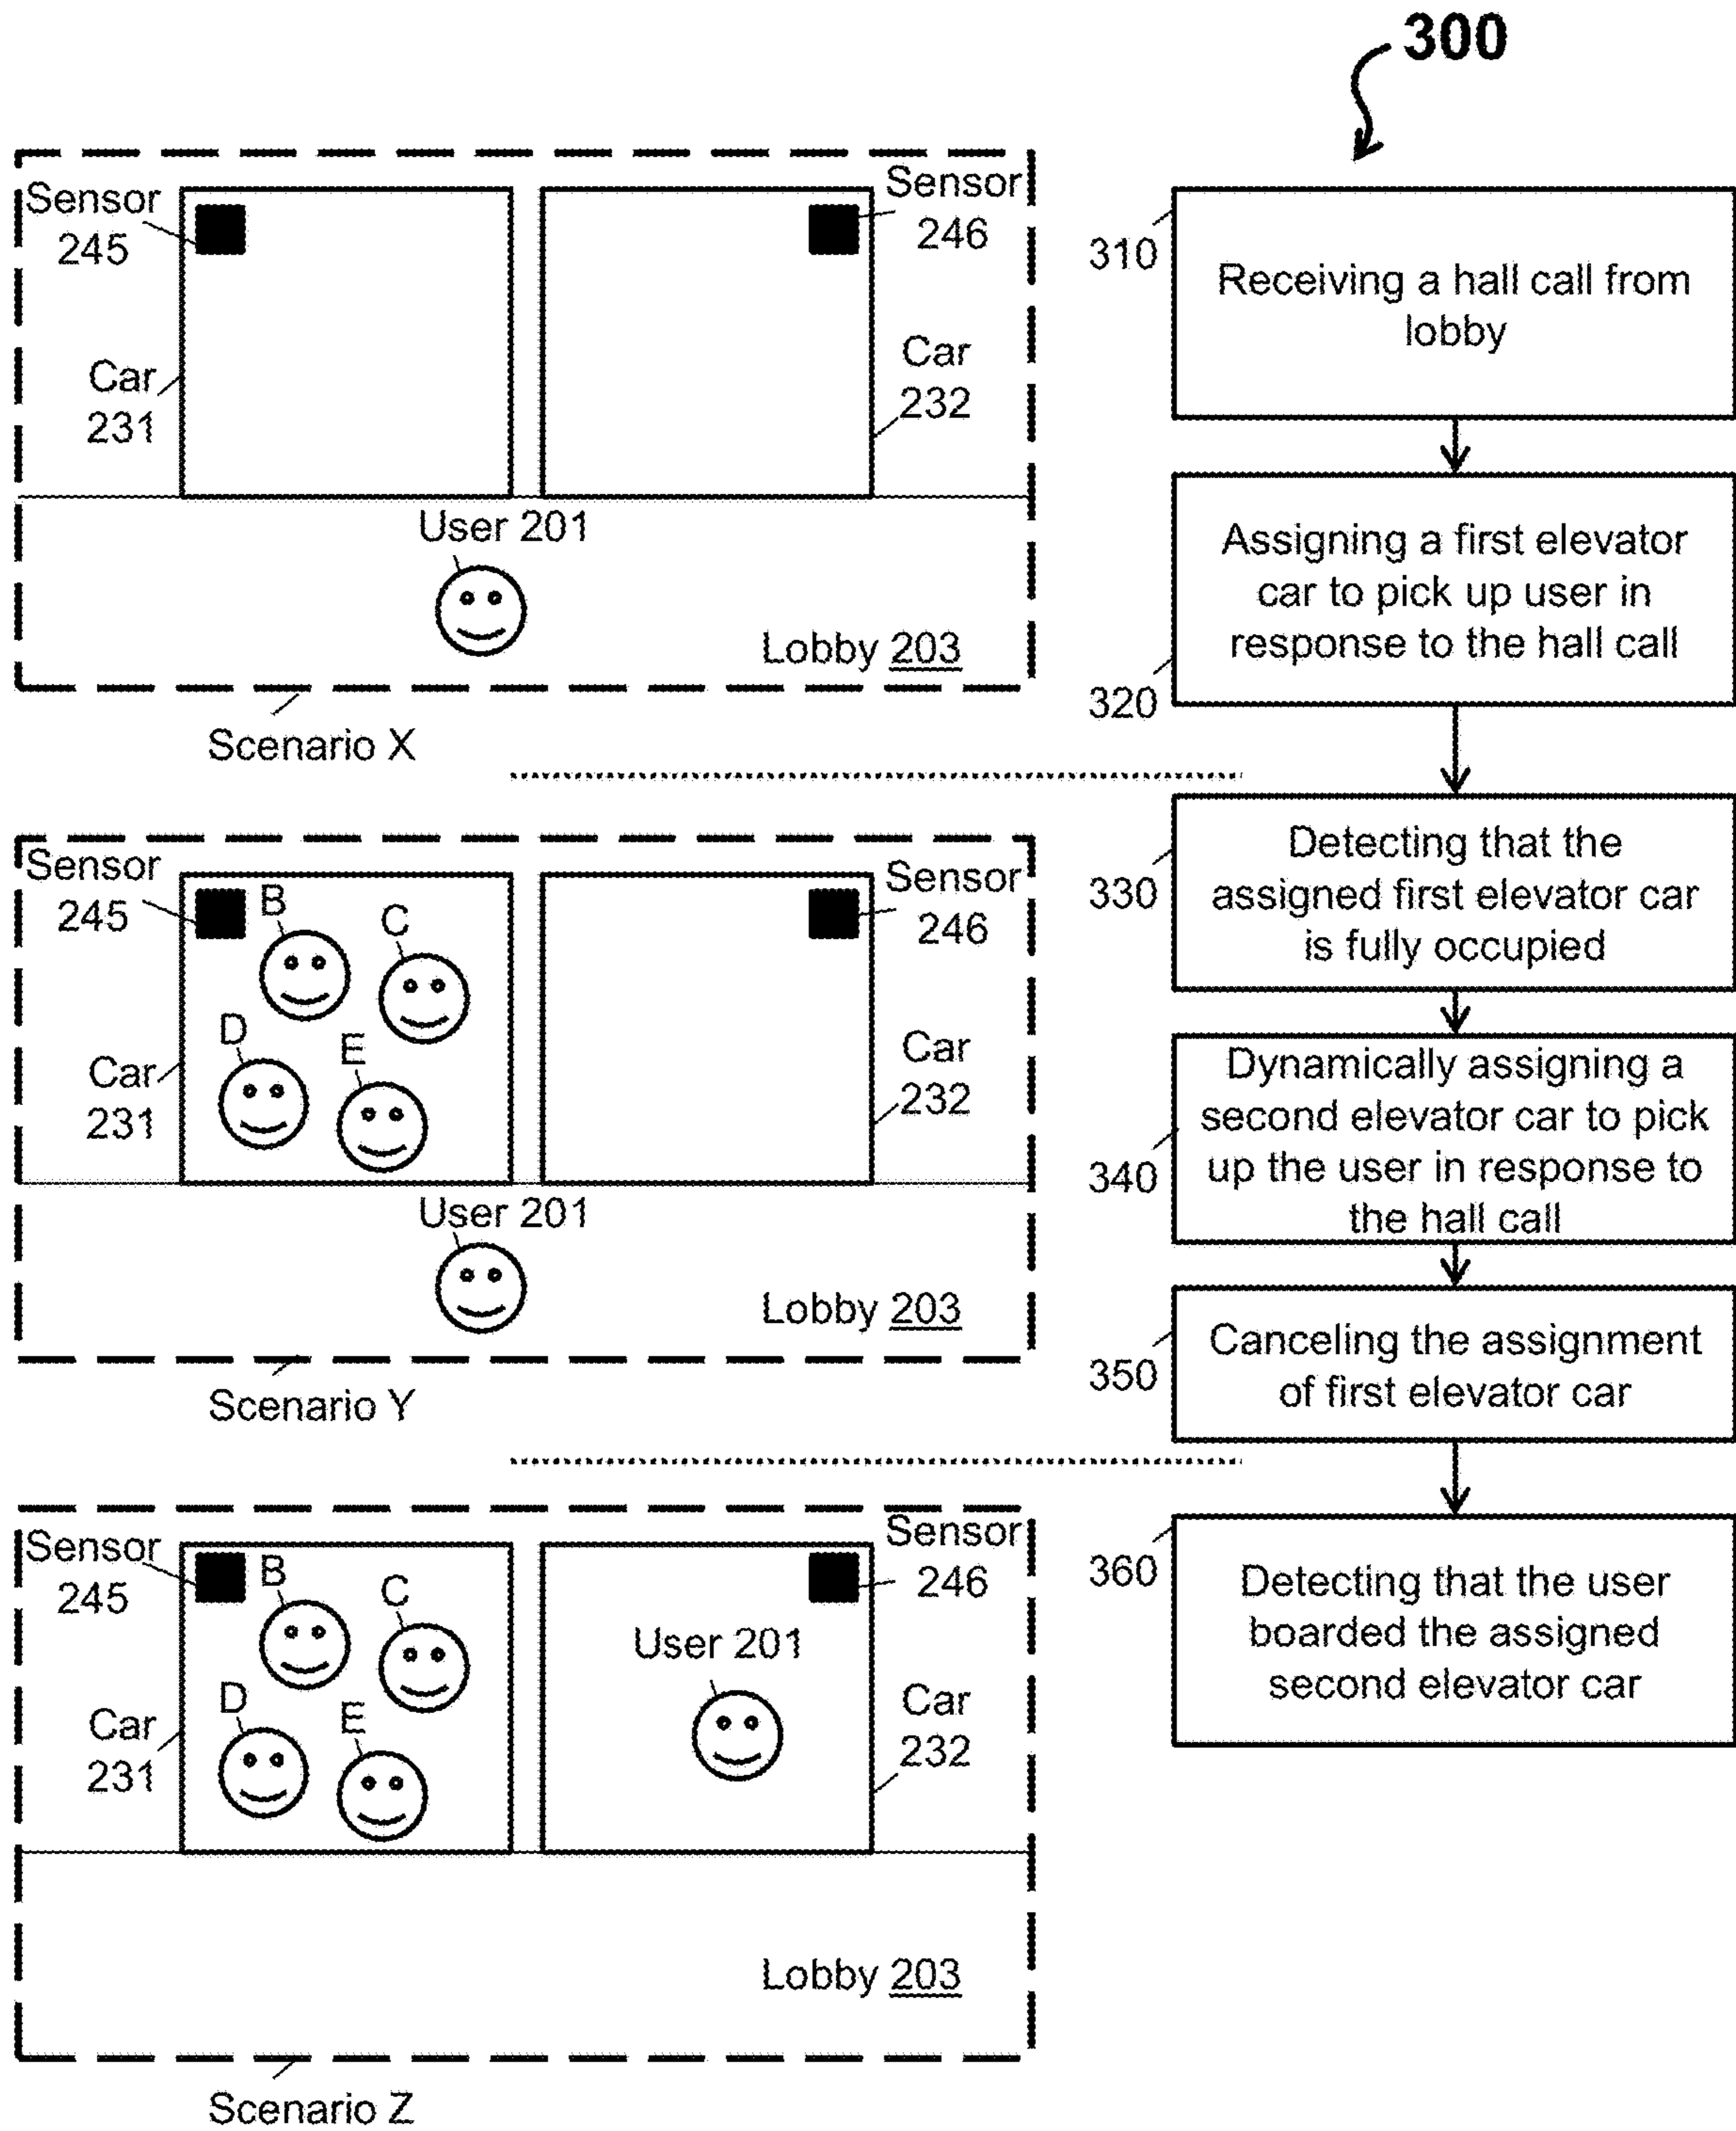 300
Sensor
245
Sensor
246
Car
231
Car
232
User 201
Lobby 203
Scenario X
310
Receiving a hall call from
lobby
Assigning a first elevator
car to pick up user in
response to the hall call
320
Sensor
245
B
C
D
E
Sensor
246
Car
231
Car
232
User 201
Lobby 203
Scenario Y
330
Detecting that the
assigned first elevator car
is fully occupied
340
Dynamically assigning a
second elevator car to pick
up the user in response to
the hall call
350
Canceling the assignment
of first elevator car
Sensor
245
B
C
D
E
Sensor
246
User 201
Car
231
Car
232
Lobby 203
Scenario Z
360
Detecting that the user
boarded the assigned
second elevator car